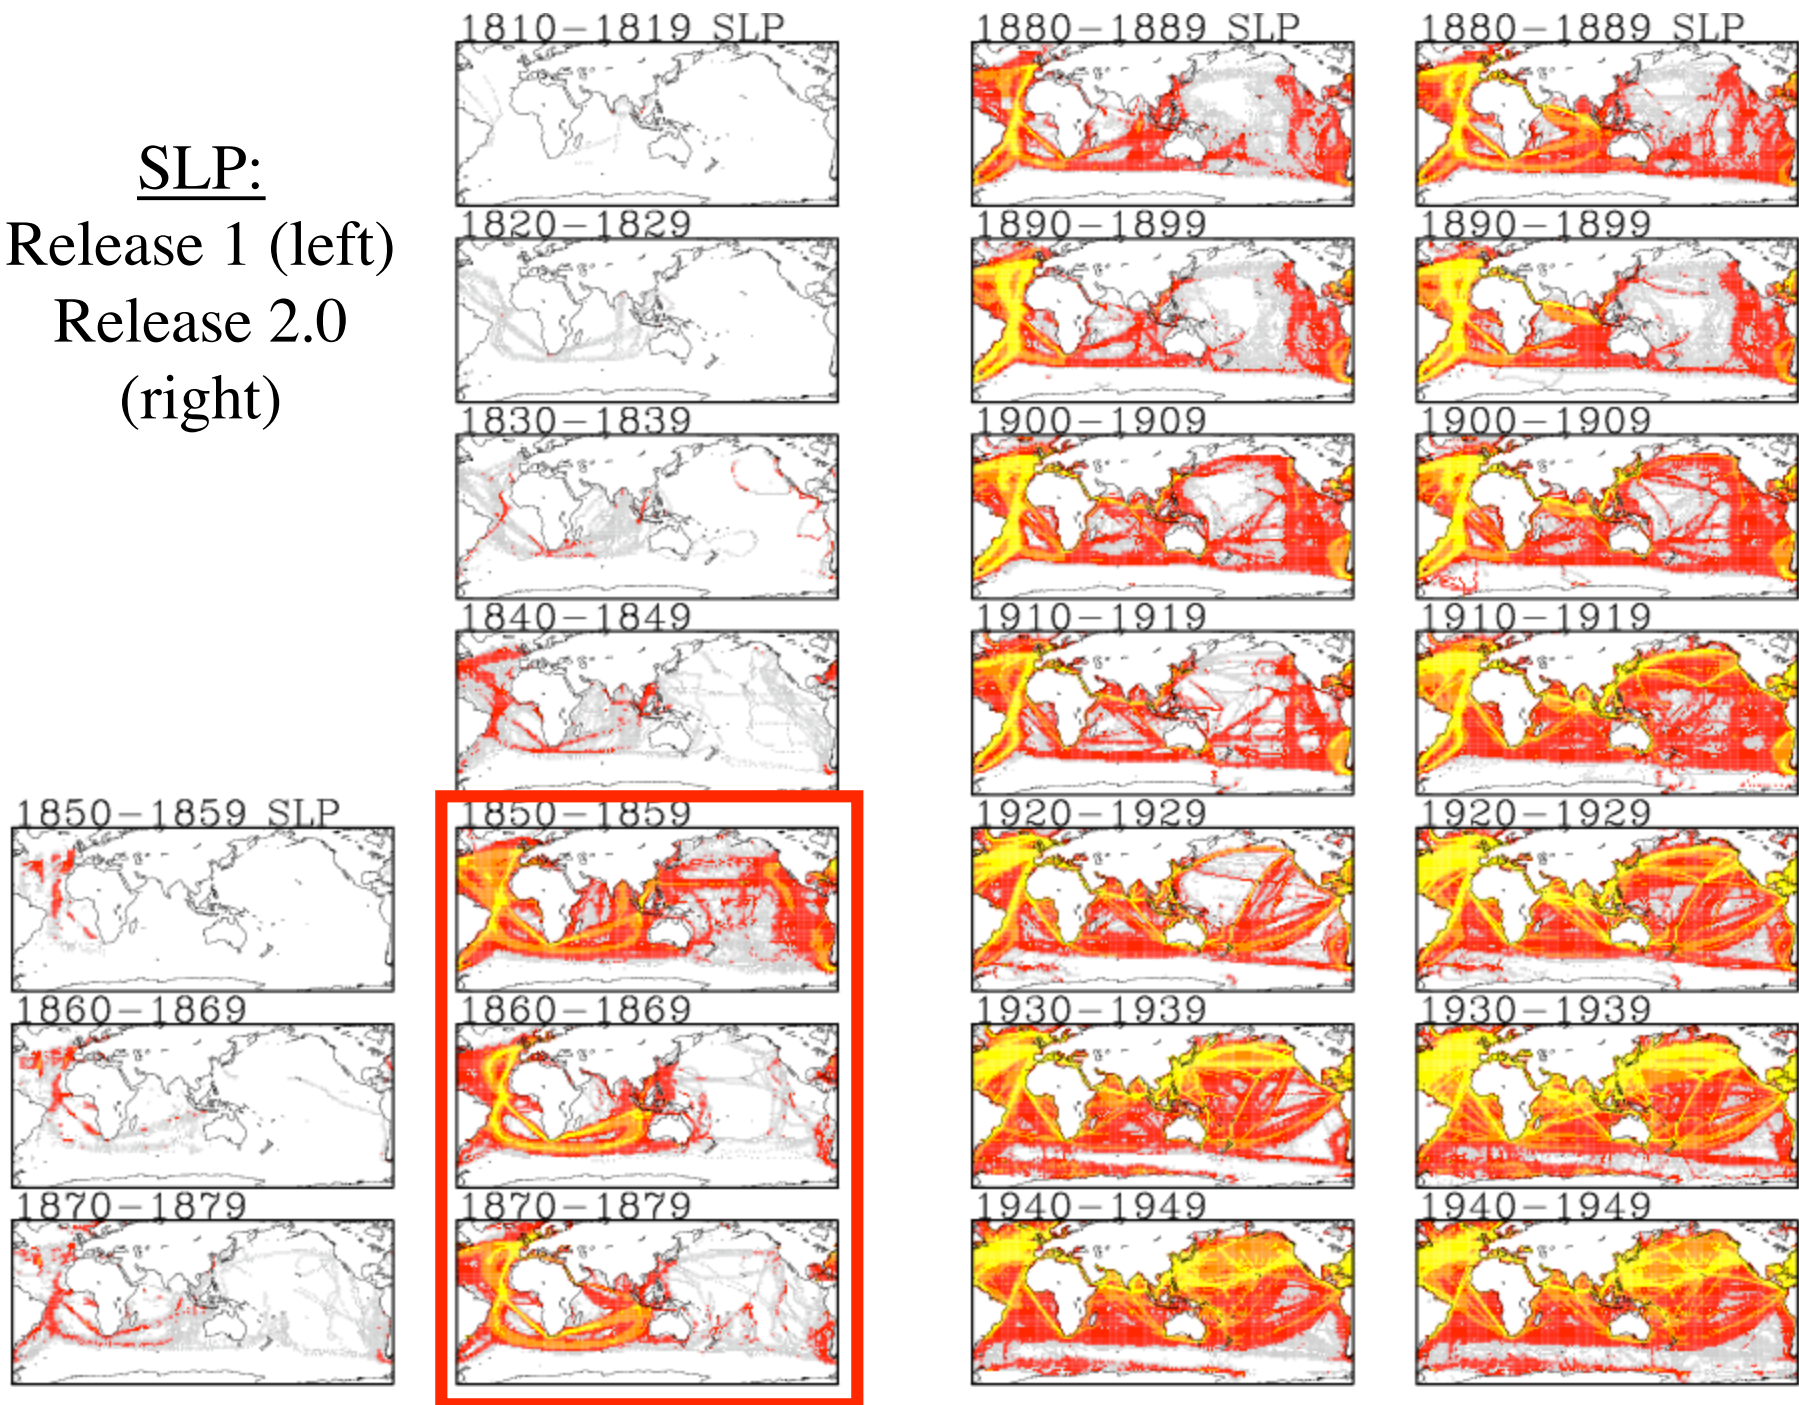 SLP:
Release 1 (left)
Release 2.0
(right)
1850-1859 SLP
1860-1869
1870-1879
1810-1819 SLP
1820-1829
1830-1839
1840-1849
1850-1859
1860-1869
1870-1879
1880-1889 SLP
1890-1899
1900-1909
1910-1919
1920-1929
1930-1939
1940-1949
1880-1889 SLP
1890-1899
1900-1909
1910-1919
1920-1929
1930-1939
1940-1949